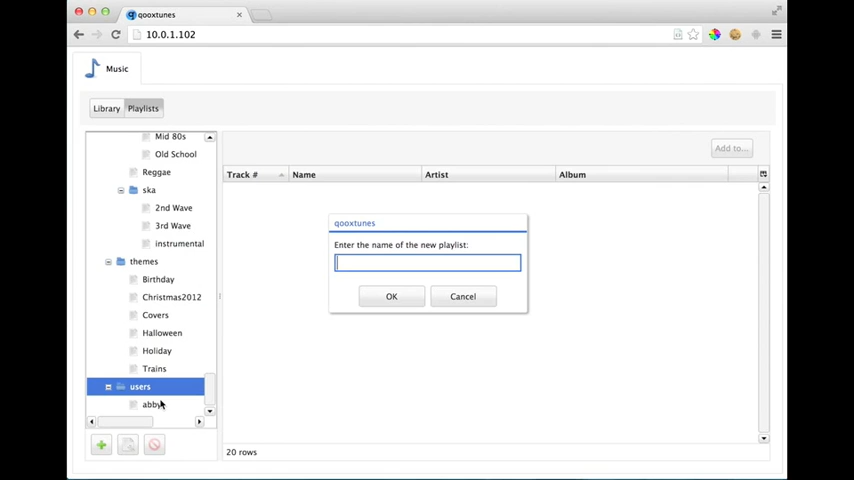 qooxtunes
10.0.1.102
Music
Library
Playlists
Mid 80s
Old School
Reggae
ska
2nd Wave
3rd Wave
instrumental
themes
Birthday
Christmas2012
Covers
Halloween
Holiday
Trains
users
abby
Add to...
Track #
Name
Artist
Album
qooxtunes
Enter the name of the new playlist:
OK
Cancel
20 rows